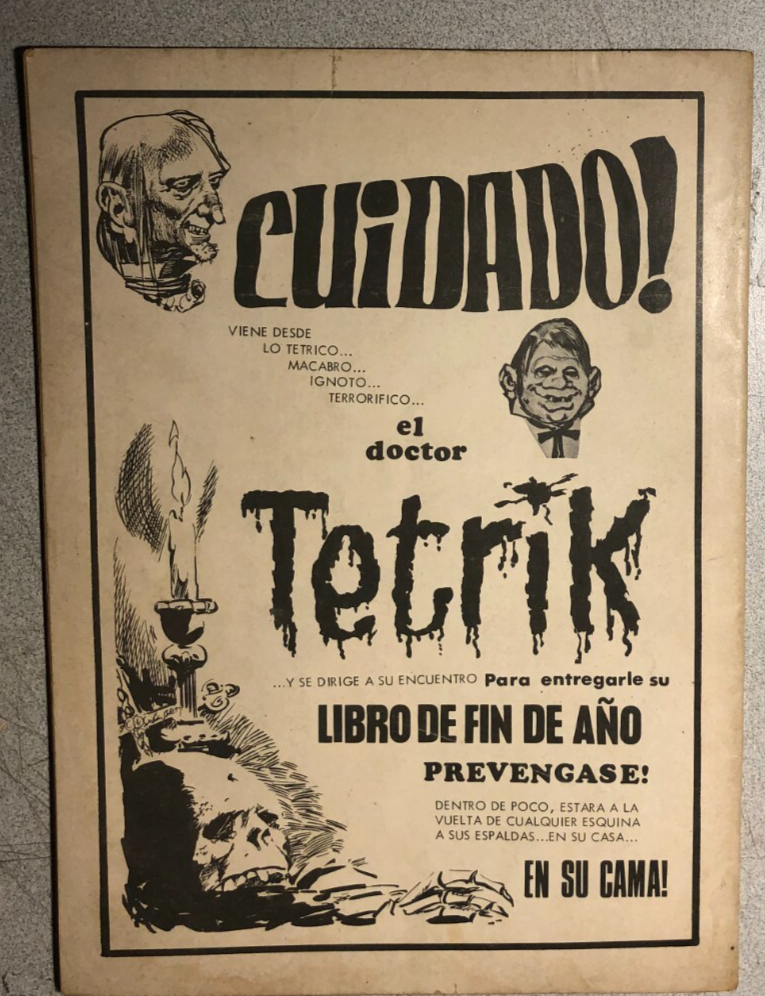 CUiDADO!
VIENE DESDE
LO TETRICO...
MACABRO...
IGNOTO...
TERRORIFICO...
el
doctor
Tetrik
...Y SE DIRIGE A SU ENCUENTRO Para entregarle su
LIBRO DE FIN DE AÑO
PREVENGASE!
DENTRO DE POCO, ESTARA A LA
VUELTA DE CUALQUIER ESQUINA
A SUS ESPALDAS...EN SU CASA...
EN SU CAMA!